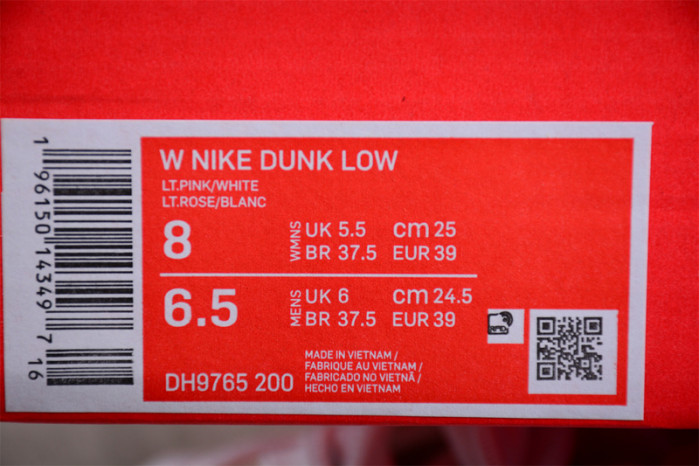 1 96150 14349 7 16
W NIKE DUNK LOW
LT.PINK/WHITE
LT.ROSE/BLANC
8 WMNS UK 5.5 cm 25
BR 37.5 EUR 39
6.5 MENS UK 6 cm 24.5
BR 37.5 EUR 39
DH9765 200
MADE IN VIETNAM /
FABRIQUE AU VIETNAM /
FABRICADO NO VIETNÃ /
HECHO EN VIETNAM